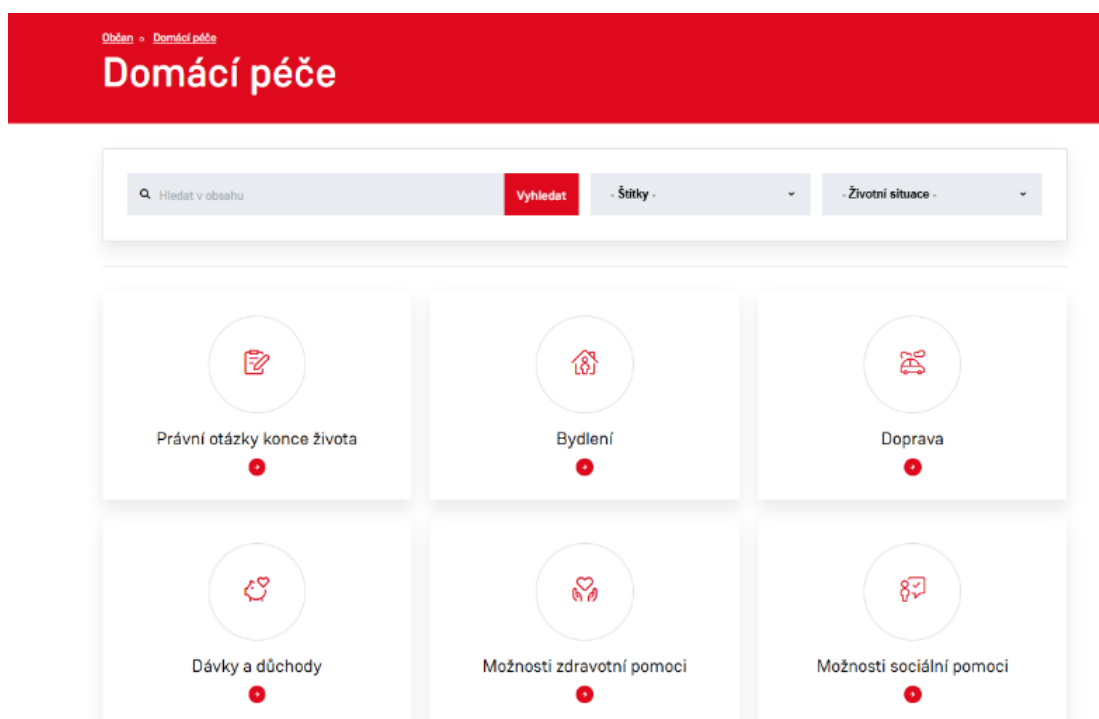 Občan Domácí péče
Domácí péče
Hledat v obsahu Vyhledat - Štítky - - Životní situace -
Právní otázky konce života Bydlení Doprava
Dávky a důchody Možnosti zdravotní pomoci Možnosti sociální pomoci